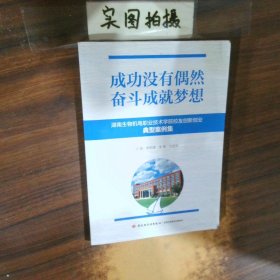 实图拍摄
成功没有偶然
奋斗成就梦想
湖南生物机电职业技术学院校友创新创业
典型案例集